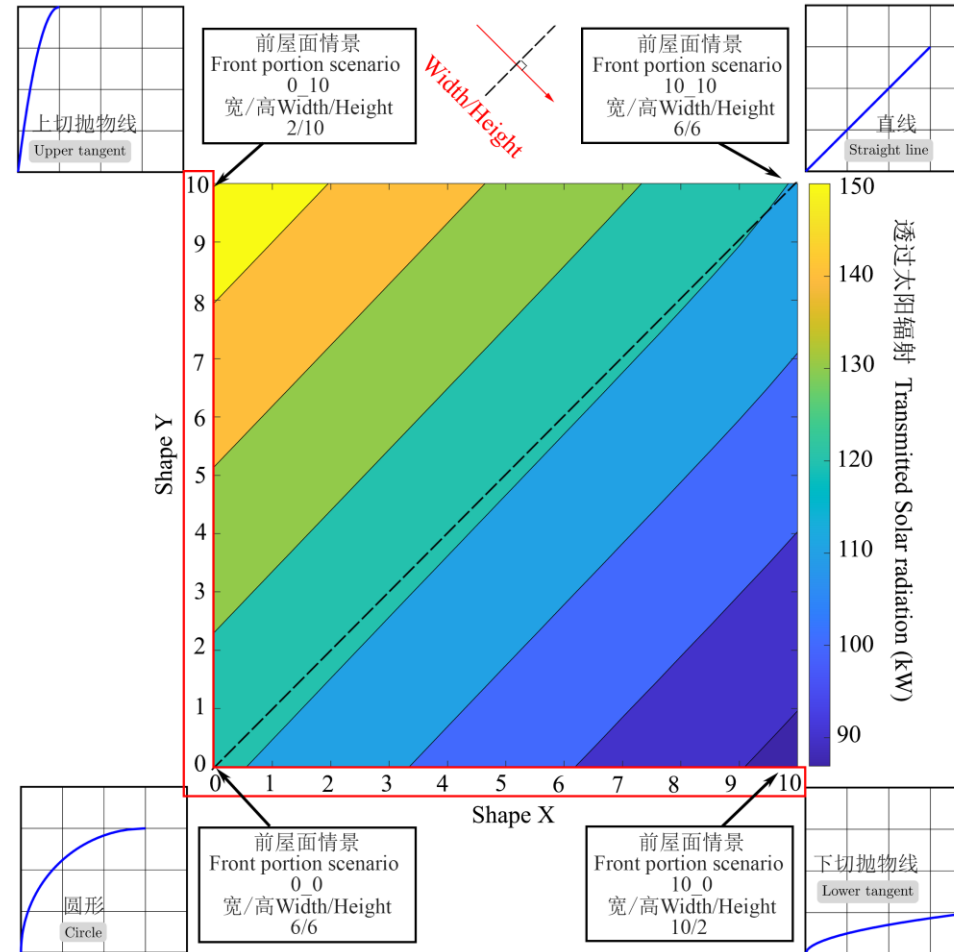 前屋面情景
Front portion scenario
0_10
宽/高Width/Height
2/10
Width/Height
前屋面情景
Front portion scenario
10_10
宽/高Width/Height
6/6
上切抛物线
Upper tangent
直线
Straight line
10
9
8
7
6
5
4
3
2
1
0
Shape Y
0 1 2 3 4 5 6 7 8 9 10
Shape X
150
140
130
120
110
100
90
透过太阳辐射 Transmitted Solar radiation (kW)
圆形
Circle
前屋面情景
Front portion scenario
0_0
宽/高Width/Height
6/6
前屋面情景
Front portion scenario
10_0
宽/高Width/Height
10/2
下切抛物线
Lower tangent